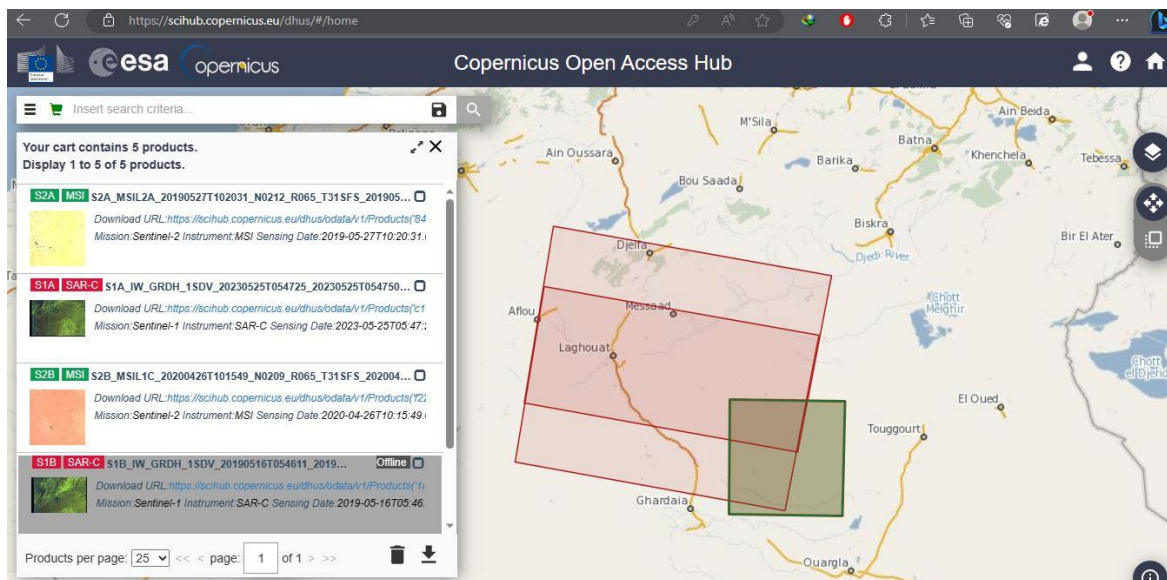 https://scihub.copernicus.eu/dhus/#/home
esa
opernicus
Copernicus Open Access Hub
Insert search criteria...
Your cart contains 5 products.
Display 1 to 5 of 5 products.
S2A MSI S2A_MSIL2A_20190527T102031_N0212_R065_T31SFS_201905...
Download URL:https://scihub.copernicus.eu/dhus/odata/v1/Products('84
Mission:Sentinel-2 Instrument:MSI Sensing Date:2019-05-27T10:20:31.
S1A SAR-C S1A_IW_GRDH_1SDV_20230525T054725_20230525T054750...
Download URL:https://scihub.copernicus.eu/dhus/odata/v1/Products('c1
Mission:Sentinel-1 Instrument:SAR-C Sensing Date:2023-05-25T05:47:
S2B MSI S2B_MSIL1C_20200426T101549_N0209_R065_T31SFS_202004...
Download URL:https://scihub.copernicus.eu/dhus/odata/v1/Products('f22
Mission:Sentinel-2 Instrument:MSI Sensing Date:2020-04-26T10:15:49.
S1B SAR-C S1B_IW_GRDH_1SDV_20190516T054611_2019... Offline
Download URL:https://scihub.copernicus.eu/dhus/odata/v1/Products('1
Mission:Sentinel-1 Instrument:SAR-C Sensing Date:2019-05-16T05:46.
Products per page: 25 << < page: 1 of 1 > >>
M'Sila
Ain Beida
Batna
Khenchela
Tebessa
Ain Oussara
Barika
Bou Saada
Biskra
Bir El Ater
Djelfa
Djedi River
Chott
Melghir
Aflou
Messaad
Laghouat
Chott
el Djerid
El Oued
Touggourt
Ghardaia
Ouargla